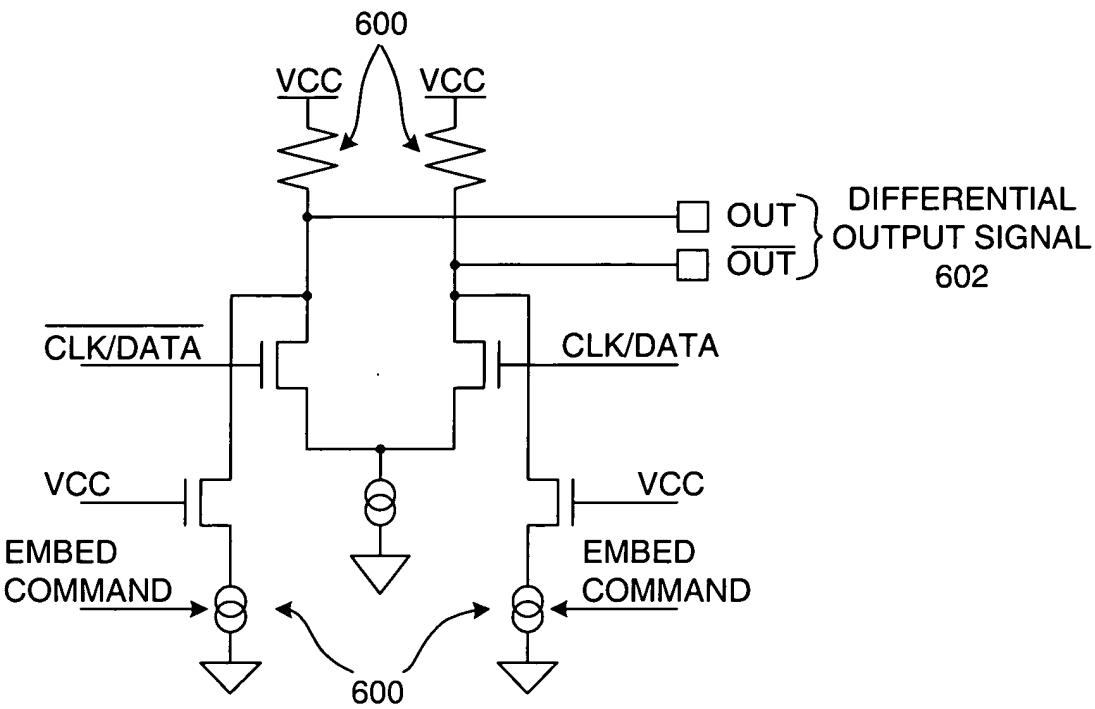 600
VCC
VCC
OUT
OUT
DIFFERENTIAL
OUTPUT SIGNAL
602
CLK/DATA
CLK/DATA
VCC
VCC
EMBED
COMMAND
EMBED
COMMAND
600